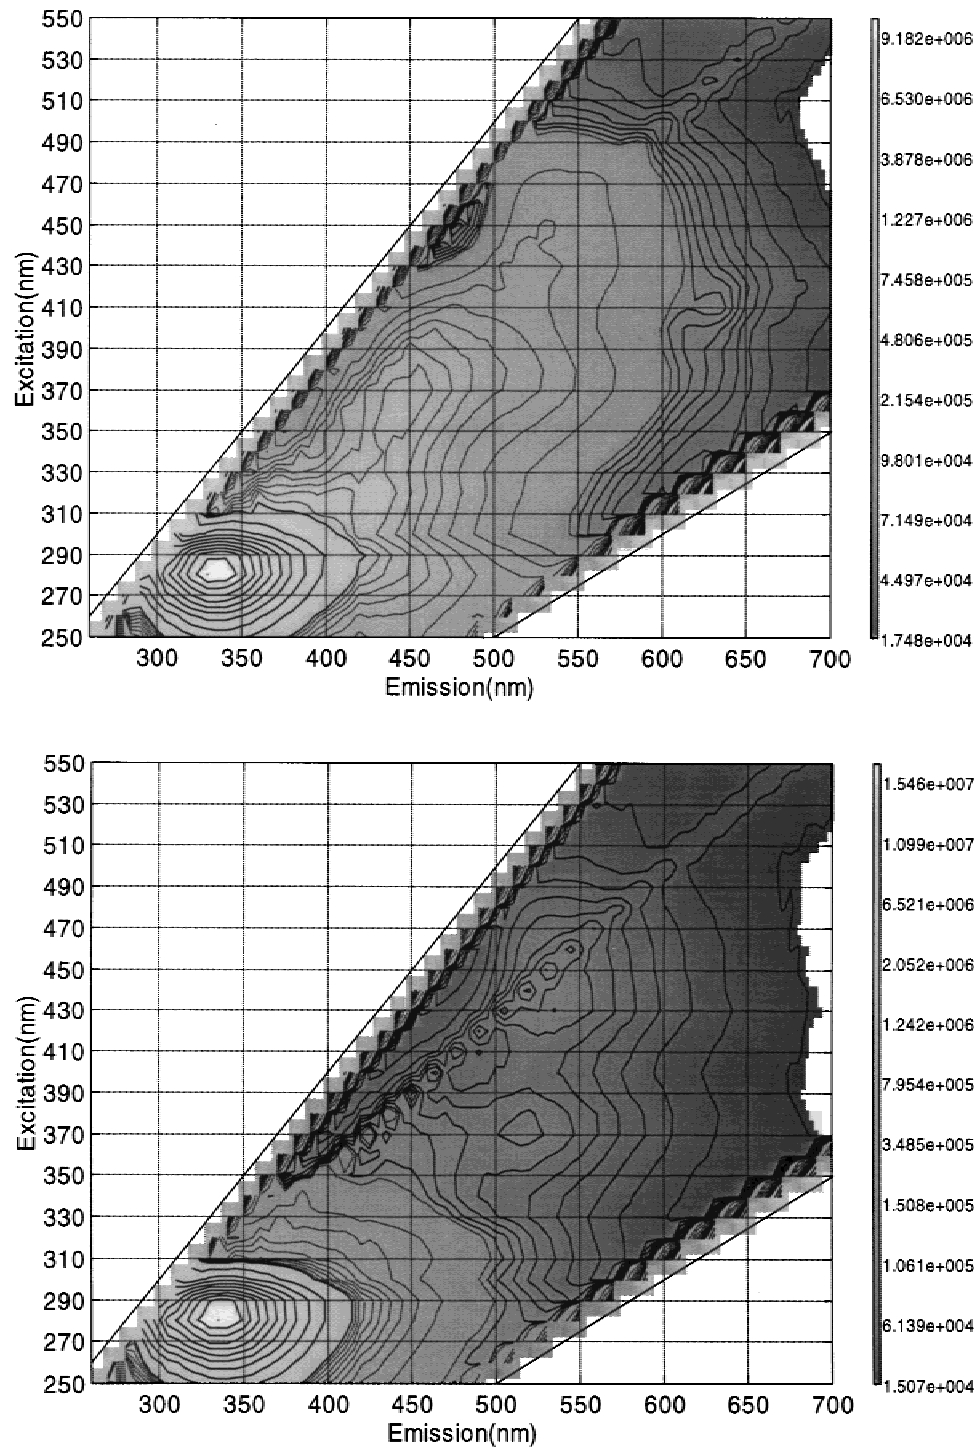 550
530
510
490
470
450
430
410
390
370
350
330
310
290
270
250
Excitation(nm)
300 350 400 450 500 550 600 650 700
Emission(nm)
9.182e+006
6.530e+006
3.878e+006
1.227e+006
7.458e+005
4.806e+005
2.154e+005
9.801e+004
7.149e+004
4.497e+004
1.748e+004
550
530
510
490
470
450
430
410
390
370
350
330
310
290
270
250
Excitation(nm)
300 350 400 450 500 550 600 650 700
Emission(nm)
1.546e+007
1.099e+007
6.521e+006
2.052e+006
1.242e+006
7.954e+005
3.485e+005
1.508e+005
1.061e+005
6.139e+004
1.507e+004